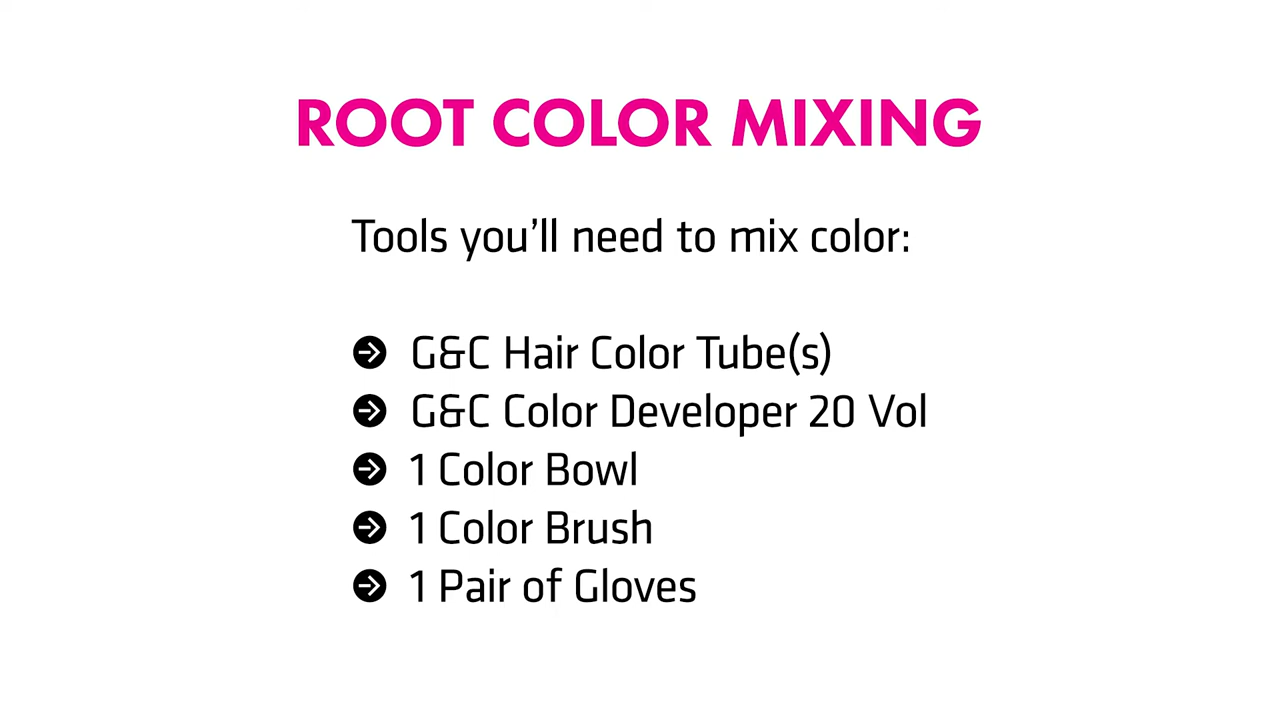 ROOT COLOR MIXING
Tools you’ll need to mix color:
G&C Hair Color Tube(s)
G&C Color Developer 20 Vol
1 Color Bowl
1 Color Brush
1 Pair of Gloves